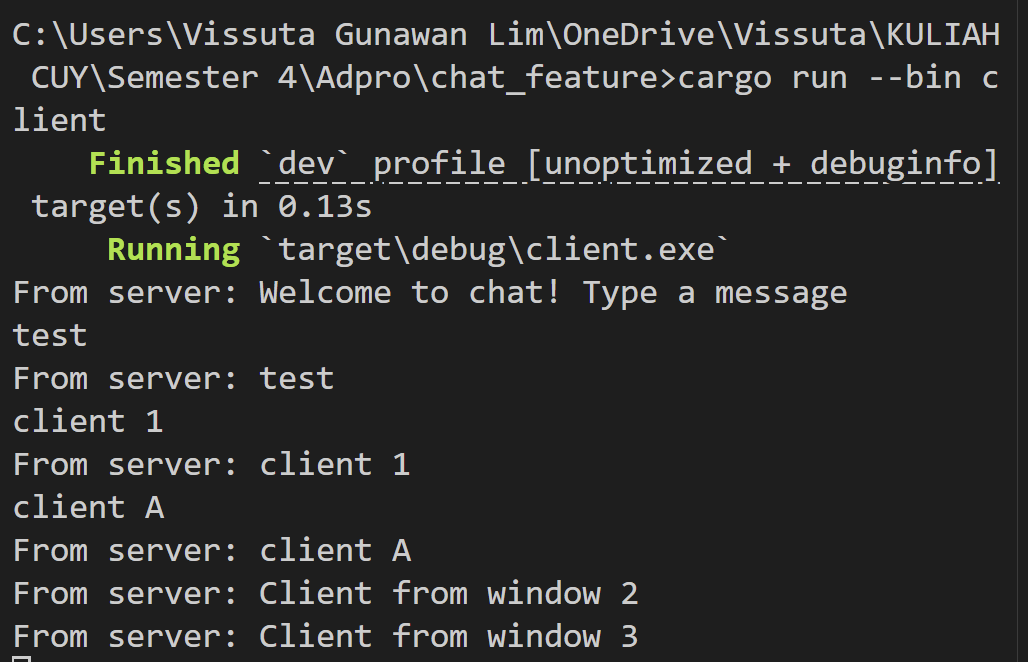 C:\Users\Vissuta Gunawan Lim\OneDrive\Vissuta\KULIAH
 CUY\Semester 4\Adpro\chat_feature>cargo run --bin c
lient
    Finished `dev` profile [unoptimized + debuginfo]
 target(s) in 0.13s
     Running `target\debug\client.exe`
From server: Welcome to chat! Type a message
test
From server: test
client 1
From server: client 1
client A
From server: client A
From server: Client from window 2
From server: Client from window 3